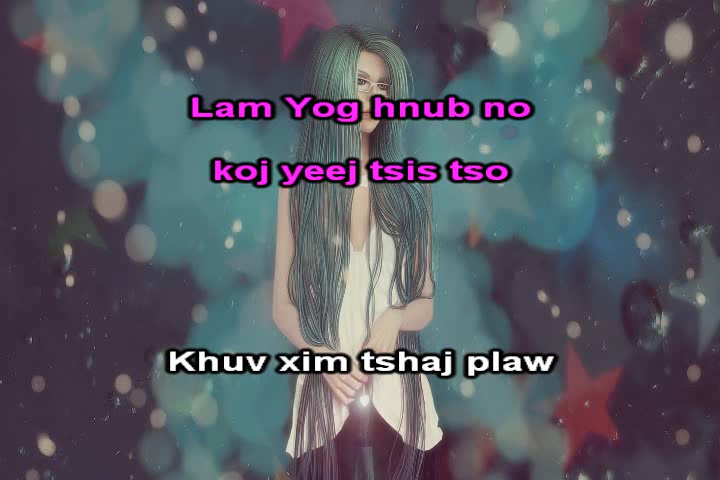 Lam Yog hnub no
koj yeej tsis tso
Khuv xim tshaj plaw